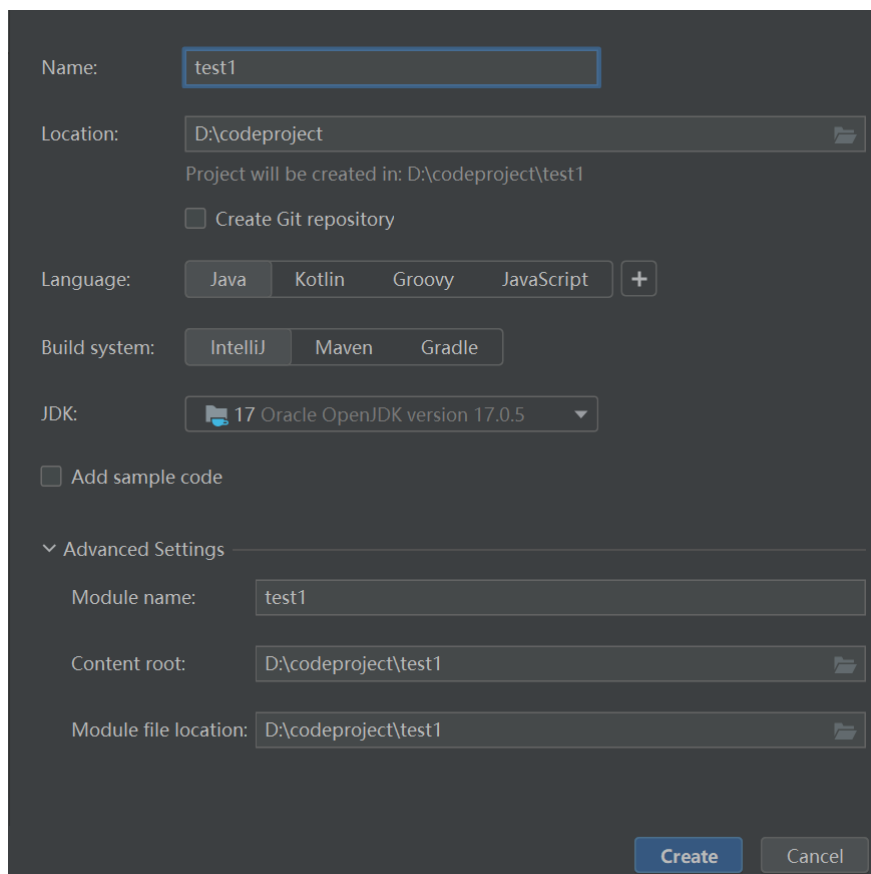 Name: test1
Location: D:\codeproject
Project will be created in: D:\codeproject\test1
Create Git repository
Language: Java Kotlin Groovy JavaScript +
Build system: IntelliJ Maven Gradle
JDK: 17 Oracle OpenJDK version 17.0.5
Add sample code
Advanced Settings
Module name: test1
Content root: D:\codeproject\test1
Module file location: D:\codeproject\test1
Create Cancel